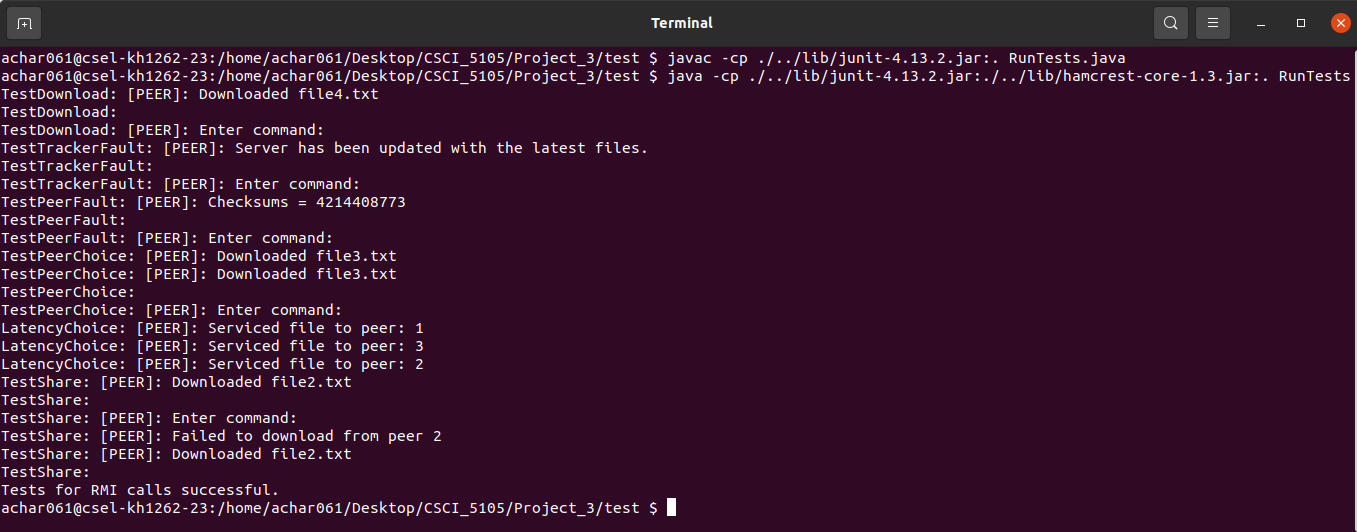 Terminal
achar061@csel-kh1262-23:/home/achar061/Desktop/CSCI_5105/Project_3/test $ javac -cp ./../lib/junit-4.13.2.jar:. RunTests.java
achar061@csel-kh1262-23:/home/achar061/Desktop/CSCI_5105/Project_3/test $ java -cp ./../lib/junit-4.13.2.jar:./../lib/hamcrest-core-1.3.jar:. RunTests
TestDownload: [PEER]: Downloaded file4.txt
TestDownload:
TestDownload: [PEER]: Enter command:
TestTrackerFault: [PEER]: Server has been updated with the latest files.
TestTrackerFault:
TestTrackerFault: [PEER]: Enter command:
TestPeerFault: [PEER]: Checksums = 4214408773
TestPeerFault:
TestPeerFault: [PEER]: Enter command:
TestPeerChoice: [PEER]: Downloaded file3.txt
TestPeerChoice: [PEER]: Downloaded file3.txt
TestPeerChoice:
TestPeerChoice: [PEER]: Enter command:
LatencyChoice: [PEER]: Serviced file to peer: 1
LatencyChoice: [PEER]: Serviced file to peer: 3
LatencyChoice: [PEER]: Serviced file to peer: 2
TestShare: [PEER]: Downloaded file2.txt
TestShare:
TestShare: [PEER]: Enter command:
TestShare: [PEER]: Failed to download from peer 2
TestShare: [PEER]: Downloaded file2.txt
TestShare:
Tests for RMI calls successful.
achar061@csel-kh1262-23:/home/achar061/Desktop/CSCI_5105/Project_3/test $